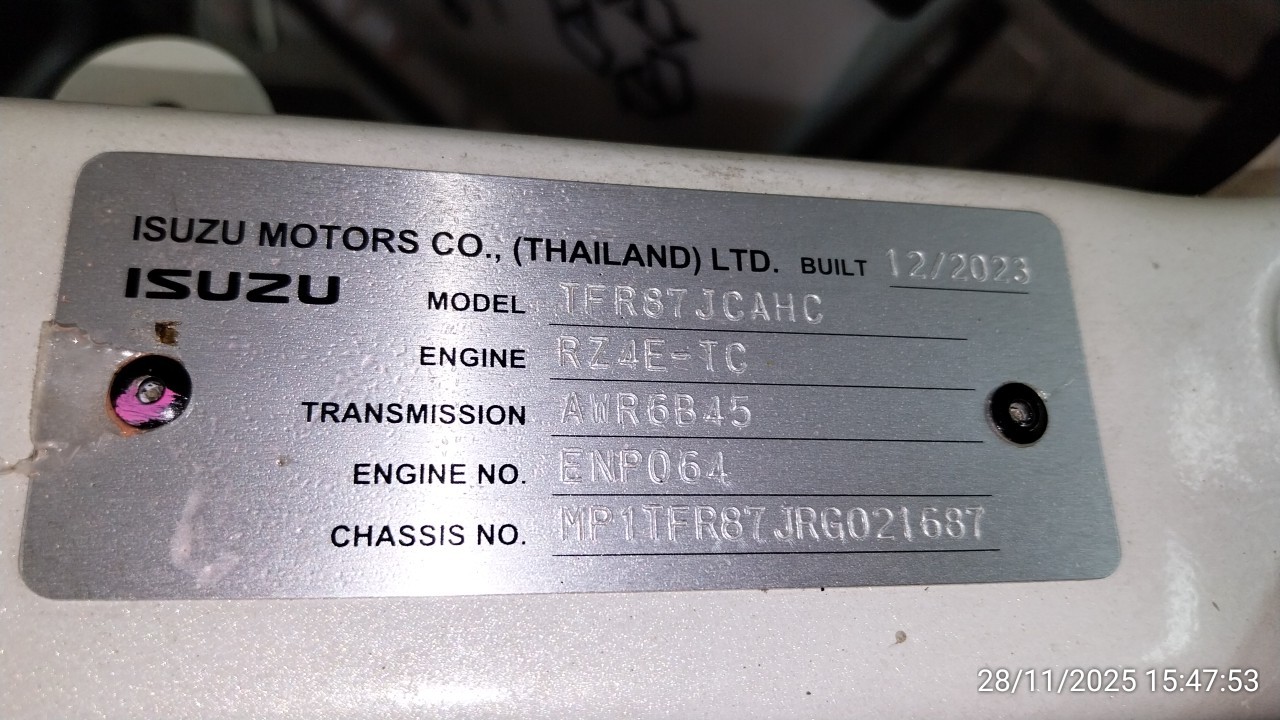 ISUZU MOTORS CO., (THAILAND) LTD. BUILT 12/2023
ISUZU
MODEL TFR87JCAHC
ENGINE RZ4E-TC
TRANSMISSION AWR6B45
ENGINE NO. ENP064
CHASSIS NO. MP1TFR87JRG021687
28/11/2025 15:47:53